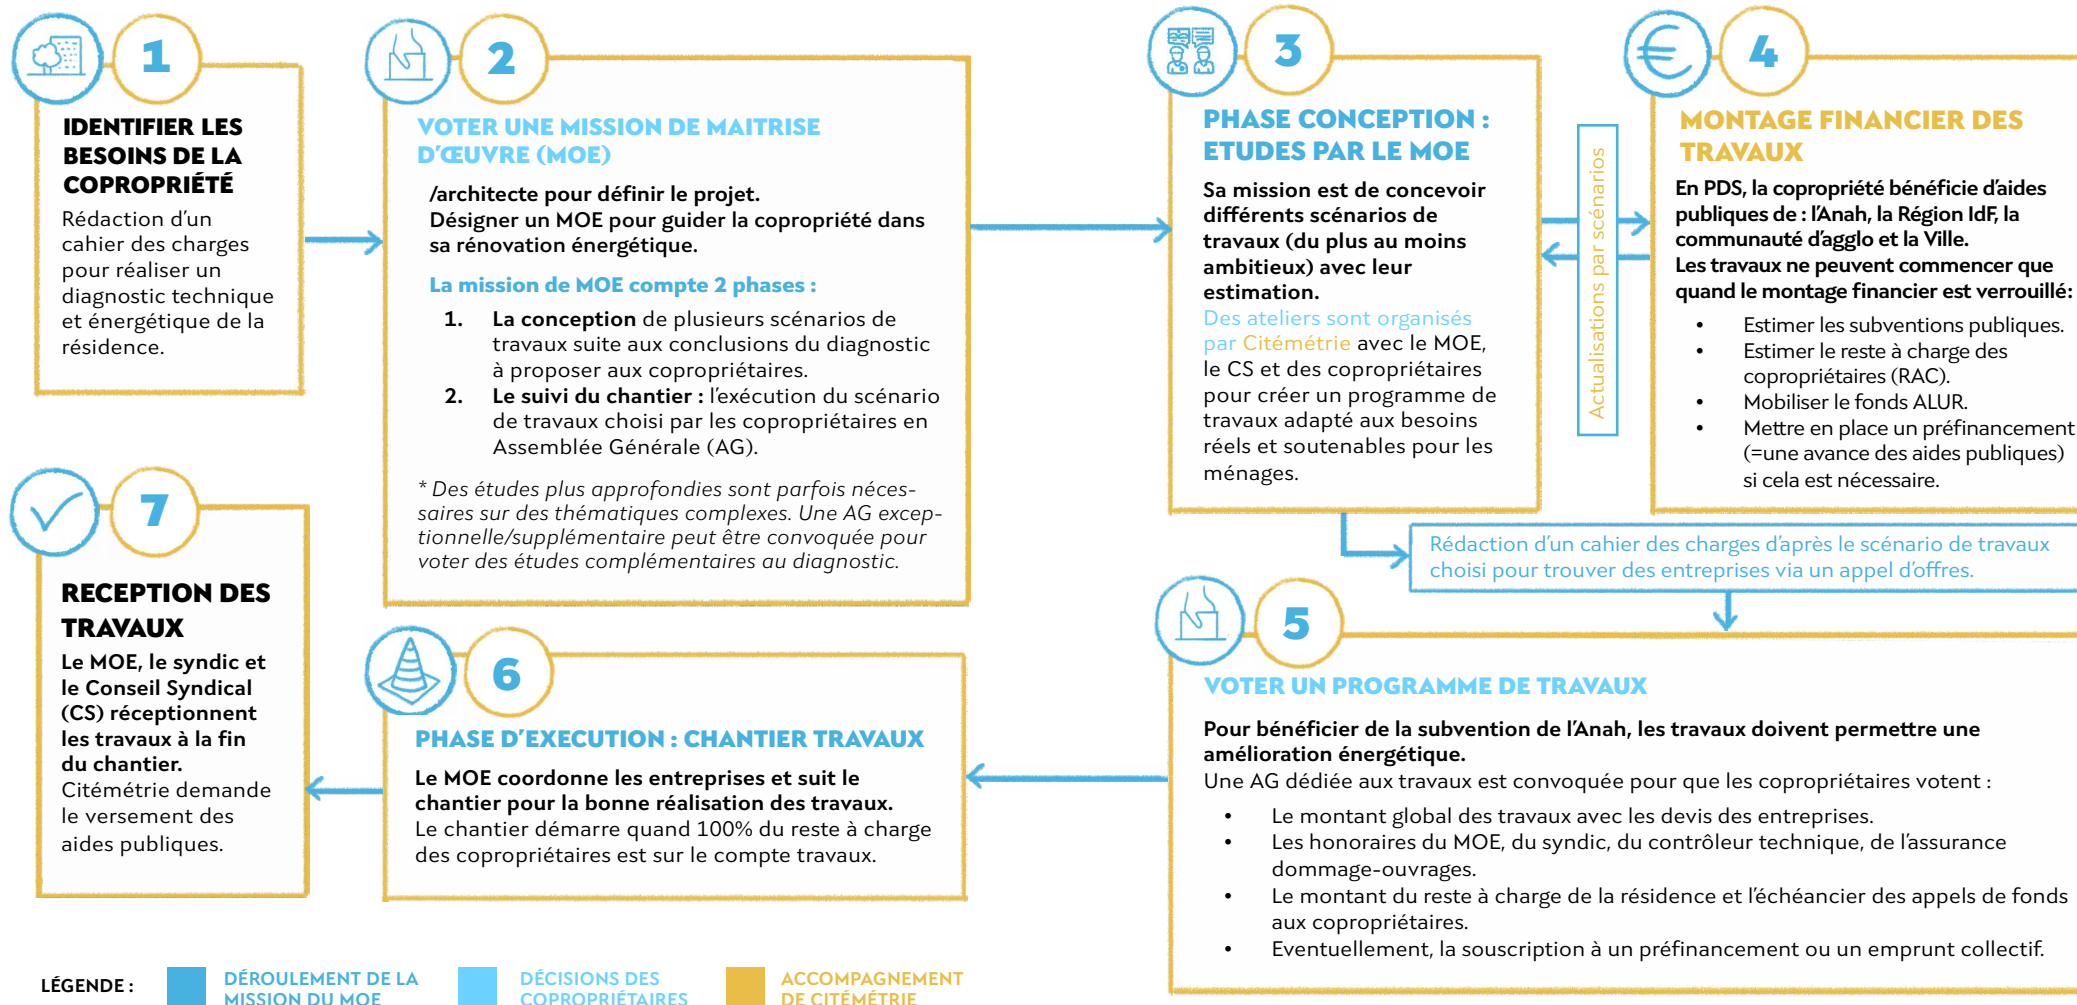 1
IDENTIFIER LES
BESOINS DE LA
COPROPRIÉTÉ
Rédaction d’un
cahier des charges
pour réaliser un
diagnostic technique
et énergétique de la
résidence.
2
VOTER UNE MISSION DE MAITRISE
D’ŒUVRE (MOE)
/architecte pour définir le projet.
Désigner un MOE pour guider la copropriété dans
sa rénovation énergétique.
La mission de MOE compte 2 phases :
1. La conception de plusieurs scénarios de
travaux suite aux conclusions du diagnostic
à proposer aux copropriétaires.
2. Le suivi du chantier : l’exécution du scénario
de travaux choisi par les copropriétaires en
Assemblée Générale (AG).
* Des études plus approfondies sont parfois néces-
saires sur des thématiques complexes. Une AG excep-
tionnelle/supplémentaire peut être convoquée pour
voter des études complémentaires au diagnostic.
3
PHASE CONCEPTION :
ETUDES PAR LE MOE
Sa mission est de concevoir
différents scénarios de
travaux (du plus au moins
ambitieux) avec leur
estimation.
Des ateliers sont organisés
par Citémétrie avec le MOE,
le CS et des copropriétaires
pour créer un programme de
travaux adapté aux besoins
réels et soutenables pour les
ménages.
Actualisations par scénarios
4
MONTAGE FINANCIER DES
TRAVAUX
En PDS, la copropriété bénéficie d’aides
publiques de : l’Anah, la Région IdF, la
communauté d’agglo et la Ville.
Les travaux ne peuvent commencer que
quand le montage financier est verrouillé:
• Estimer les subventions publiques.
• Estimer le reste à charge des
copropriétaires (RAC).
• Mobiliser le fonds ALUR.
• Mettre en place un préfinancement
(=une avance des aides publiques)
si cela est nécessaire.
Rédaction d’un cahier des charges d’après le scénario de travaux
choisi pour trouver des entreprises via un appel d’offres.
5
VOTER UN PROGRAMME DE TRAVAUX
Pour bénéficier de la subvention de l’Anah, les travaux doivent permettre une
amélioration énergétique.
Une AG dédiée aux travaux est convoquée pour que les copropriétaires votent :
• Le montant global des travaux avec les devis des entreprises.
• Les honoraires du MOE, du syndic, du contrôleur technique, de l’assurance
dommage-ouvrages.
• Le montant du reste à charge de la résidence et l’échéancier des appels de fonds
aux copropriétaires.
• Eventuellement, la souscription à un préfinancement ou un emprunt collectif.
6
PHASE D’EXECUTION : CHANTIER TRAVAUX
Le MOE coordonne les entreprises et suit le
chantier pour la bonne réalisation des travaux.
Le chantier démarre quand 100% du reste à charge
des copropriétaires est sur le compte travaux.
7
RECEPTION DES
TRAVAUX
Le MOE, le syndic et
le Conseil Syndical
(CS) réceptionnent
les travaux à la fin
du chantier.
Citémétrie demande
le versement des
aides publiques.
LÉGENDE :
DÉROULEMENT DE LA
MISSION DU MOE
DÉCISIONS DES
COPROPRIÉTAIRES
ACCOMPAGNEMENT
DE CITÉMÉTRIE